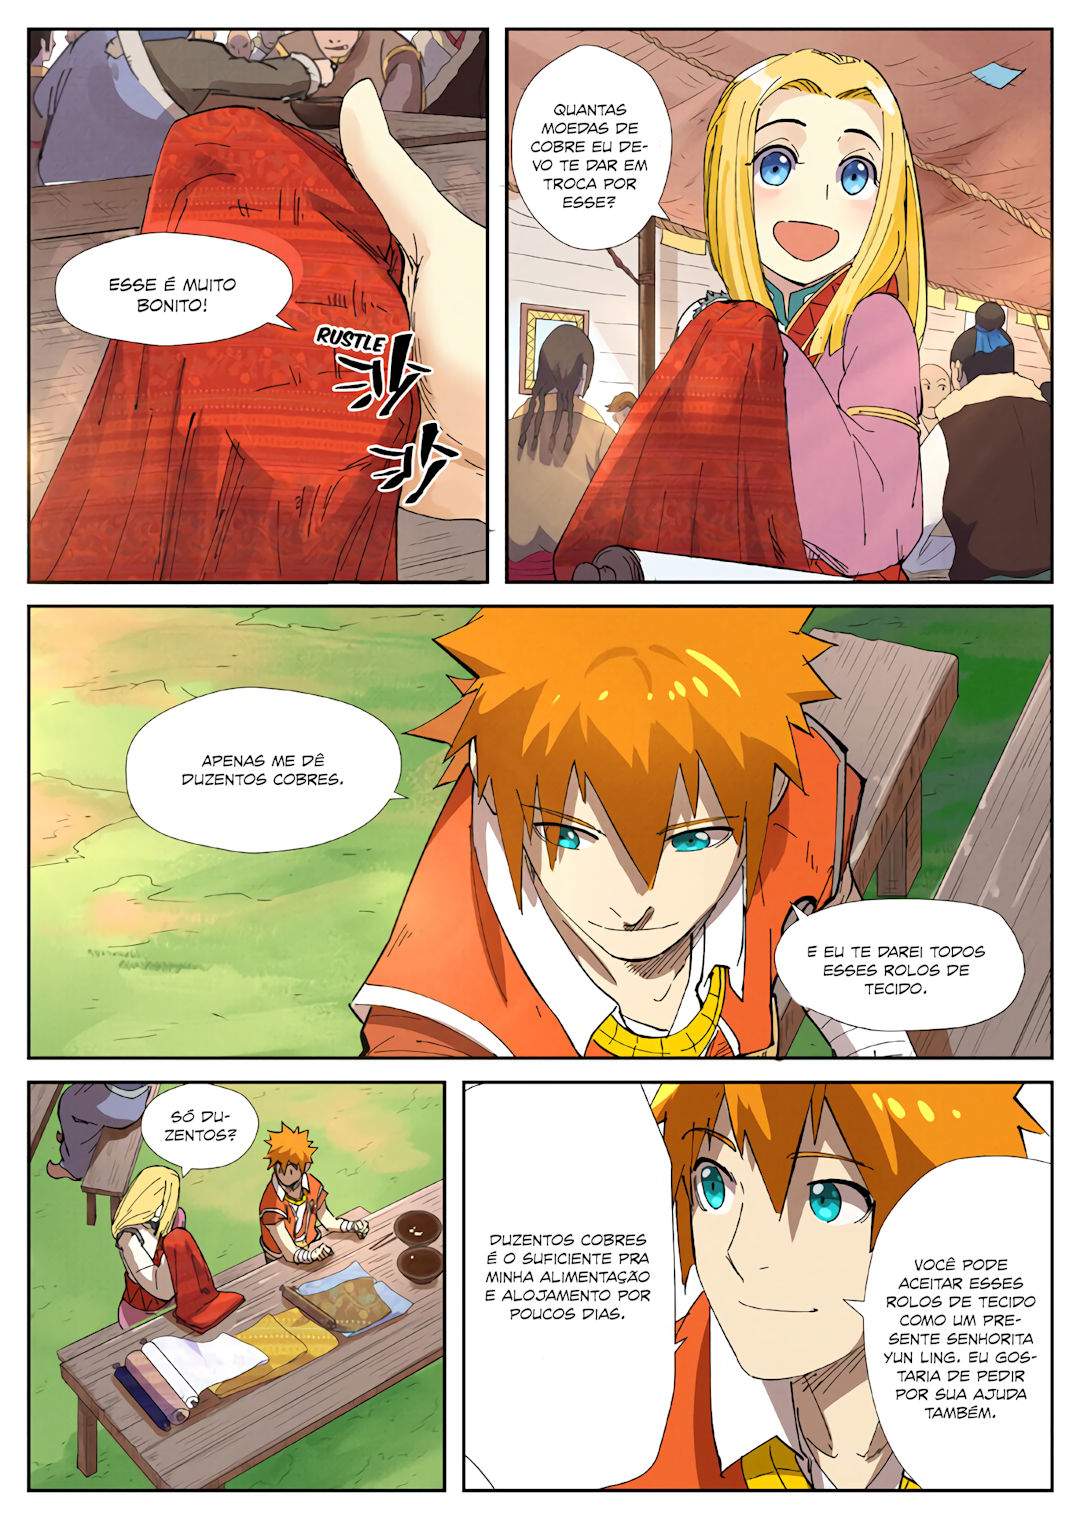 ESSE É MUITO
BONITO!
RUSTLE
QUANTAS
MOEDAS DE
COBRE EU DE-
VO TE DAR EM
TROCA POR
ESSE?
APENAS ME DÊ
DUZENTOS COBRES.
E EU TE DAREI TODOS
ESSES ROLOS DE
TECIDO.
SÓ DU-
ZENTOS?
DUZENTOS COBRES
É O SUFICIENTE PRA
MINHA ALIMENTAÇÃO
E ALOJAMENTO POR
POUCOS DIAS.
VOCÊ PODE
ACEITAR ESSES
ROLOS DE TECIDO
COMO UM PRE-
SENTE SENHORITA
YUN LING. EU GOS-
TARIA DE PEDIR
POR SUA AJUDA
TAMBÉM.